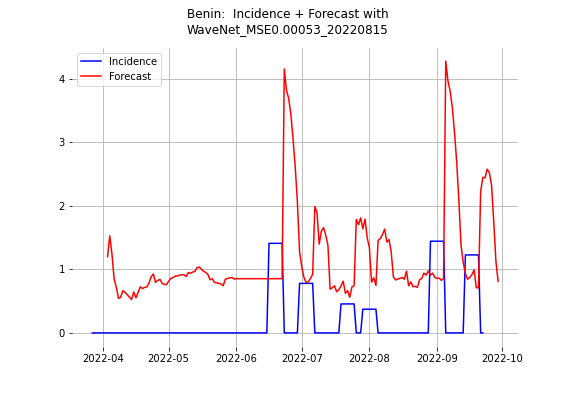 Benin:  Incidence + Forecast with
WaveNet_MSE0.00053_20220815
Incidence
Forecast
4
3
2
1
0
2022-04 2022-05 2022-06 2022-07 2022-08 2022-09 2022-10